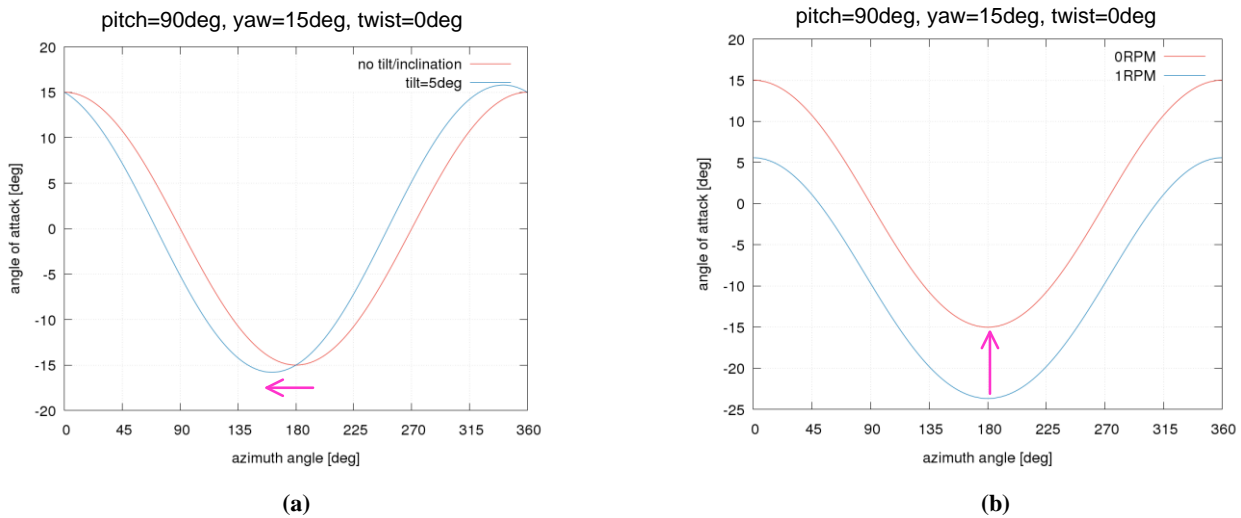 pitch=90deg, yaw=15deg, twist=0deg
20
15
10
5
0
-5
-10
-15
-20
angle of attack [deg]
no tilt/inclination
tilt=5deg
0 45 90 135 180 225 270 315 360
azimuth angle [deg]
(a)
pitch=90deg, yaw=15deg, twist=0deg
20
15
10
5
0
-5
-10
-15
-20
-25
angle of attack [deg]
0RPM
1RPM
0 45 90 135 180 225 270 315 360
azimuth angle [deg]
(b)